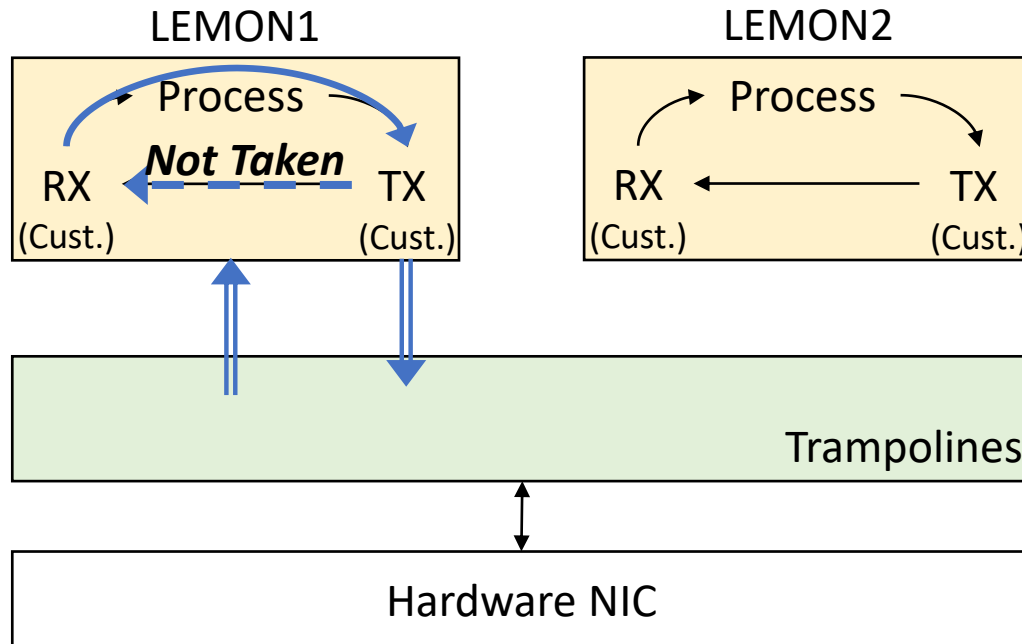 LEMON1
LEMON2
Process
Not Taken
RX
TX
(Cust.)
(Cust.)
Process
RX
TX
(Cust.)
(Cust.)
Trampolines
Hardware NIC